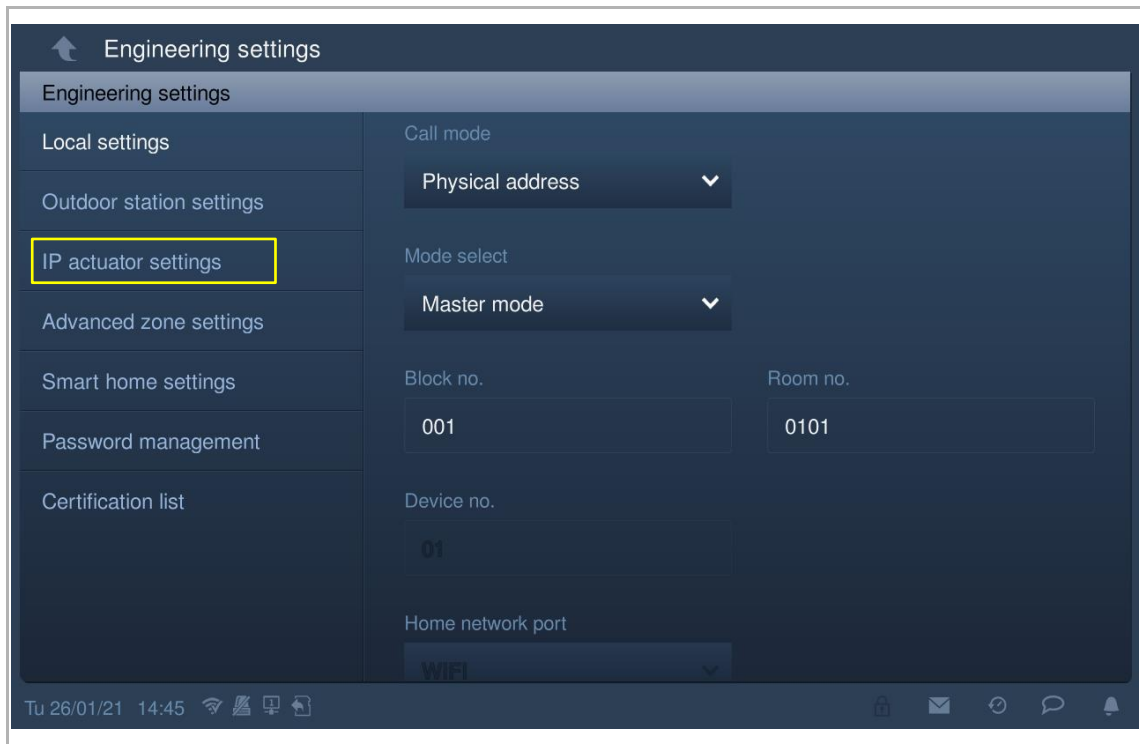 Engineering settings
Engineering settings
Local settings
Outdoor station settings
IP actuator settings
Advanced zone settings
Smart home settings
Password management
Certification list
Call mode
Physical address
Mode select
Master mode
Block no. Room no.
001 0101
Device no.
01
Home network port
WIFI
Tu 26/01/21 14:45